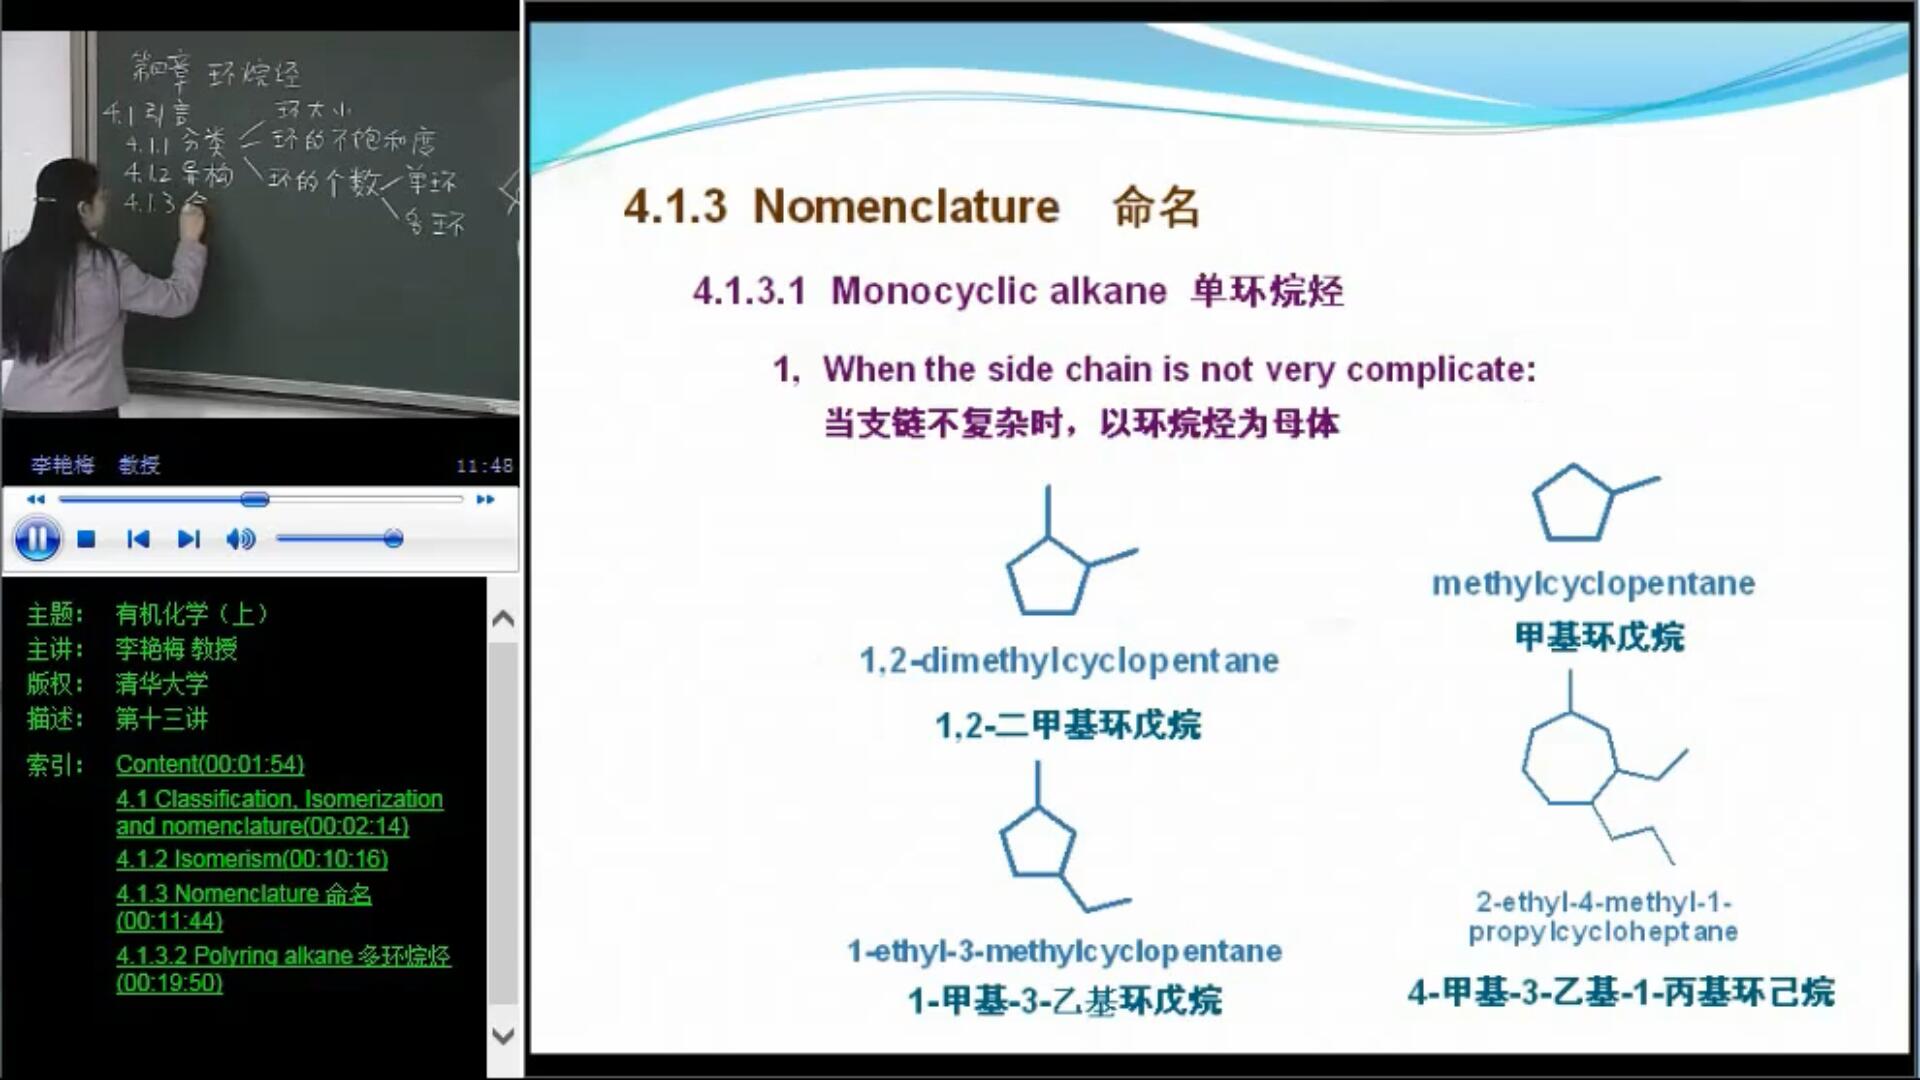 第四章 环烷烃
4.1 引言
环大小
4.1.1 分类
环的不饱和度
4.1.2 异构
环的个数
单环
4.1.3
多环
李艳梅 教授
11:48
主题： 有机化学（上）
主讲： 李艳梅 教授
版权： 清华大学
描述： 第十三讲
索引： Content(00:01:54)
4.1 Classification, Isomerization
and nomenclature(00:02:14)
4.1.2 Isomerism(00:10:16)
4.1.3 Nomenclature 命名
(00:11:44)
4.1.3.2 Polyring alkane 多环烷烃
(00:19:50)
4.1.3 Nomenclature 命名
4.1.3.1 Monocyclic alkane 单环烷烃
1, When the side chain is not very complicate:
当支链不复杂时，以环烷烃为母体
1,2-dimethylcyclopentane
1,2-二甲基环戊烷
methylcyclopentane
甲基环戊烷
1-ethyl-3-methylcyclopentane
1-甲基-3-乙基环戊烷
2-ethyl-4-methyl-1-
propylcycloheptane
4-甲基-3-乙基-1-丙基环己烷